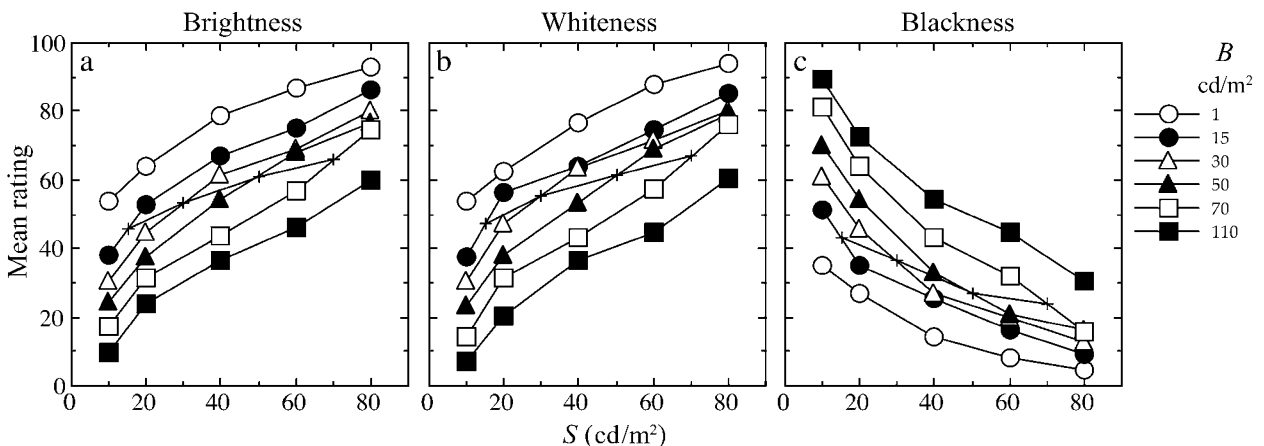 Brightness Whiteness Blackness
Mean rating
100
80
60
40
20
0
a b c
B
cd/m²
1
15
30
50
70
110
0 20 40 60 80 0 20 40 60 80 0 20 40 60 80
S (cd/m²)